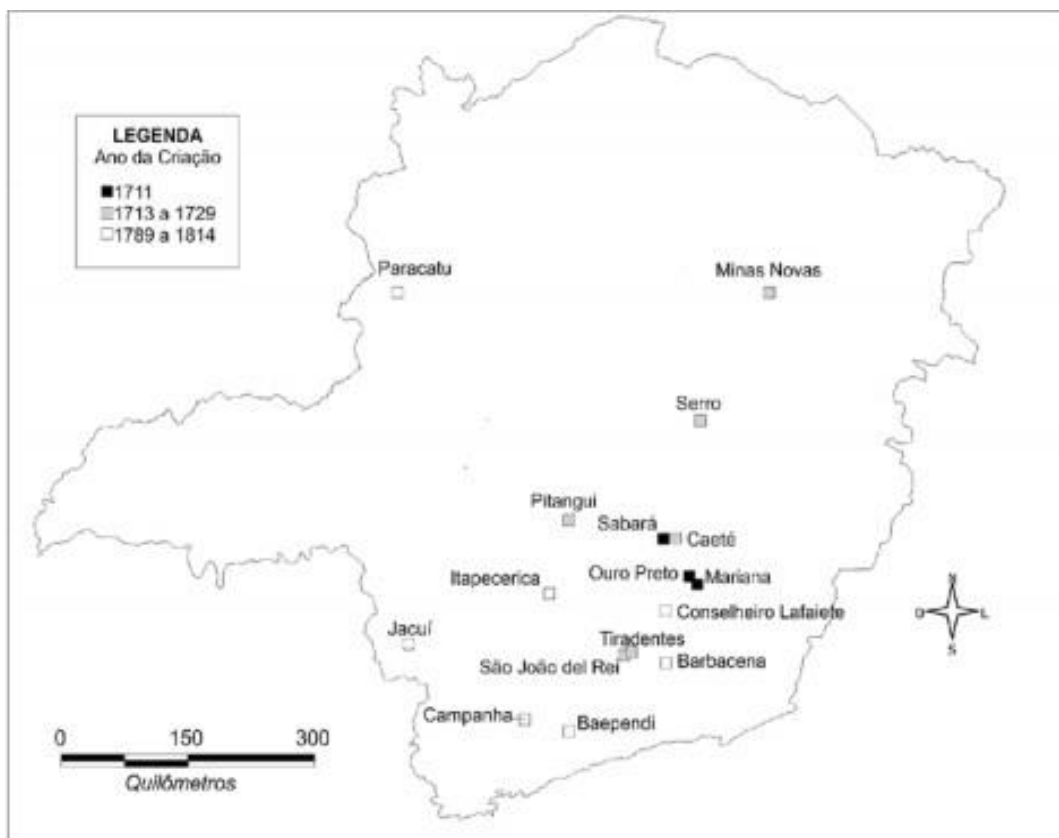 LEGENDA
Ano da Criação
1711
1713 a 1729
1789 a 1814
Paracatu
Minas Novas
Serro
Pitangui
Sabará
Caeté
Ouro Preto
Mariana
Itapecerica
Conselheiro Lafaiete
Jacuí
Tiradentes
São João del Rei
Barbacena
Campanha
Baependi
N
O
L
S
0 150 300
Quilômetros